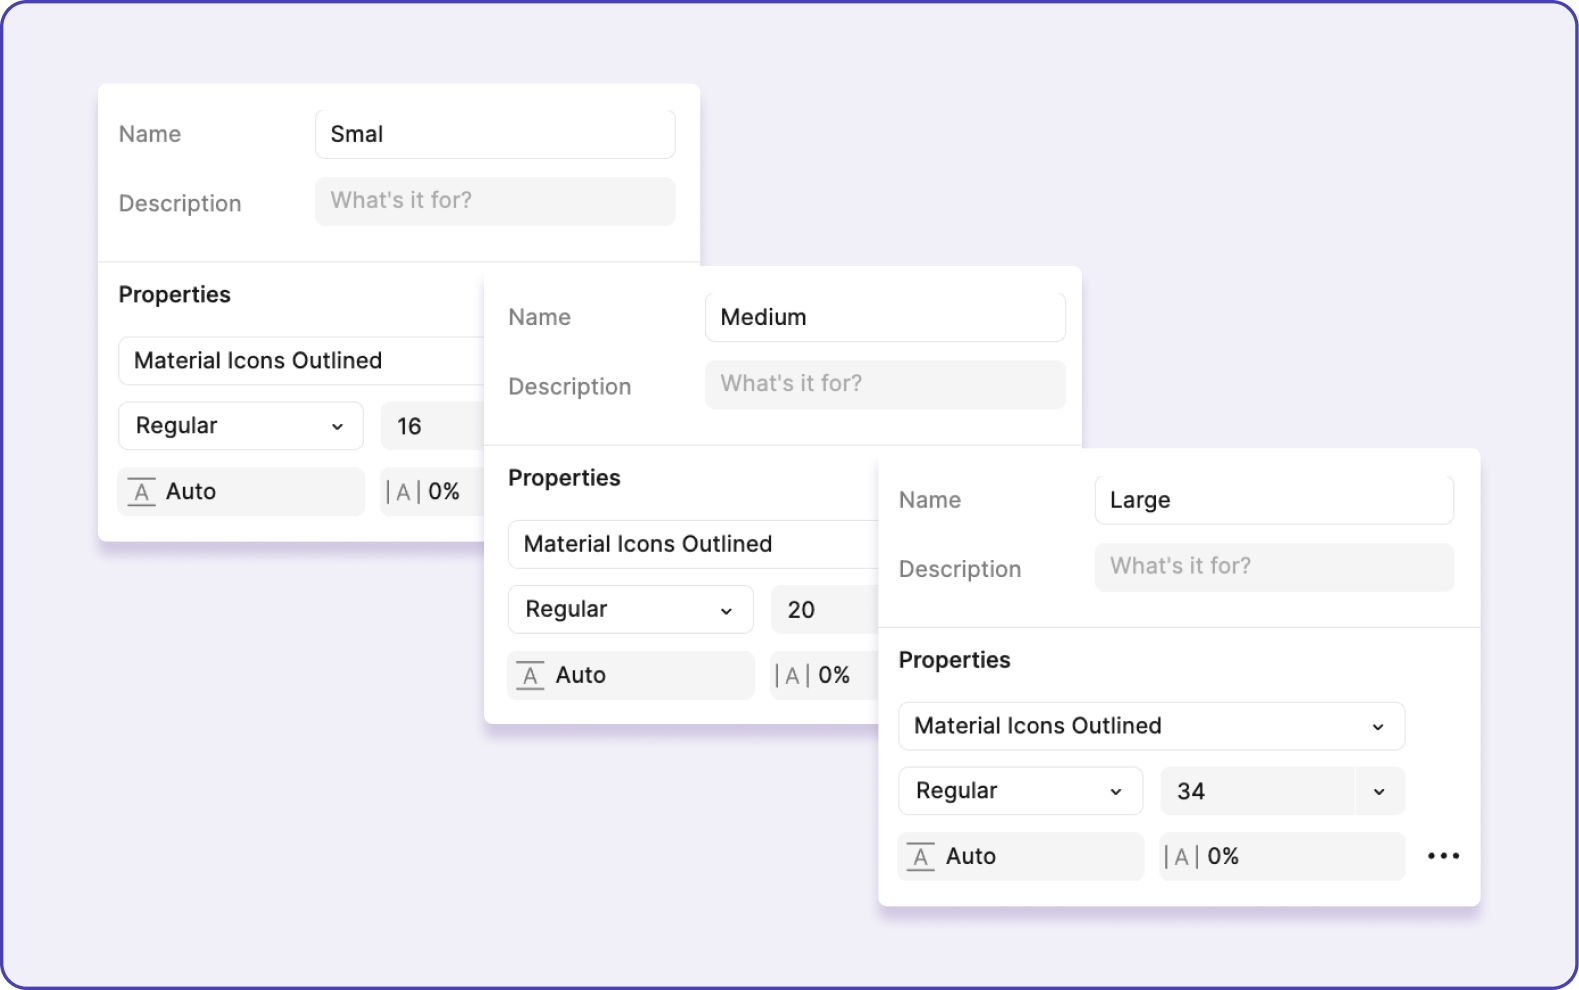 Name Smal
Description What's it for?
Properties
Material Icons Outlined
Regular 16
A Auto |A| 0%
Name Medium
Description What's it for?
Properties
Material Icons Outlined
Regular 20
A Auto |A| 0%
Name Large
Description What's it for?
Properties
Material Icons Outlined
Regular 34
A Auto |A| 0%